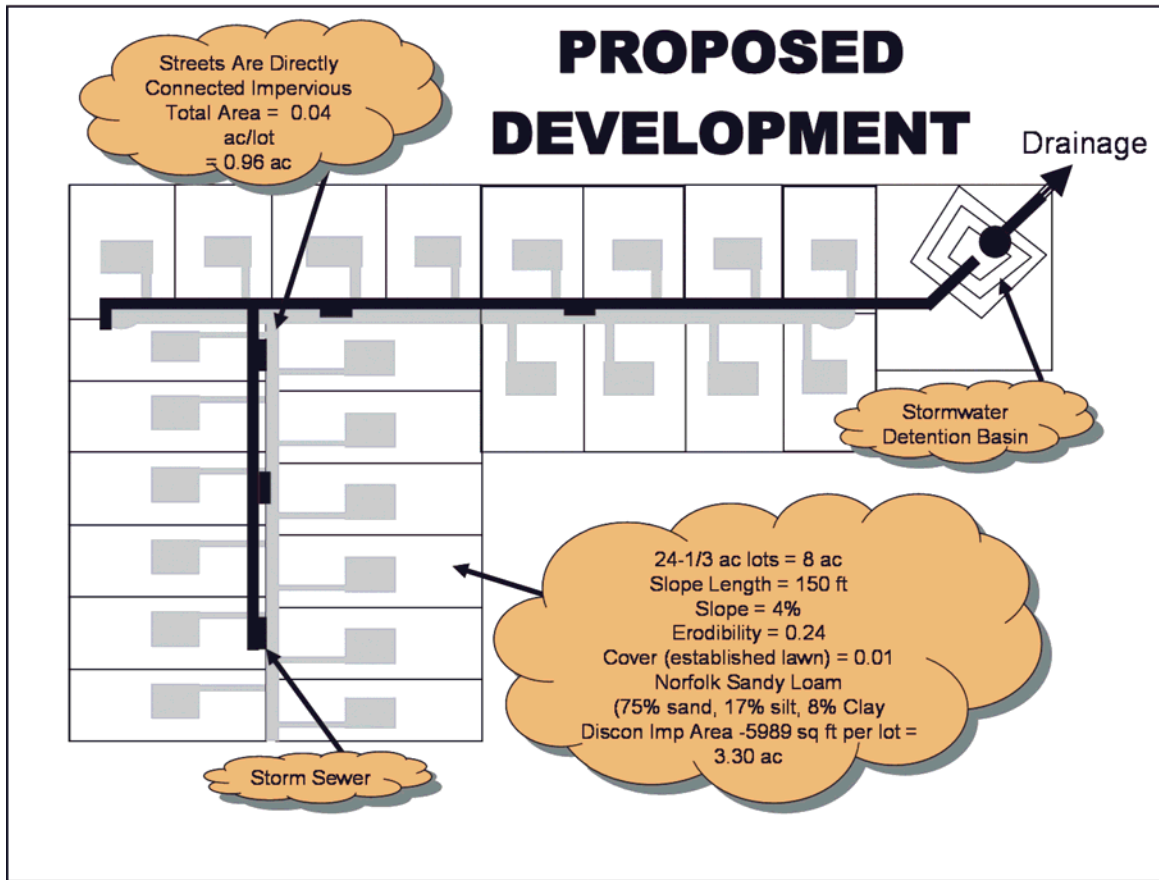 PROPOSED
DEVELOPMENT
Streets Are Directly
Connected Impervious
Total Area =  0.04
ac/lot
= 0.96 ac
Drainage
Stormwater
Detention Basin
24-1/3 ac lots = 8 ac
Slope Length = 150 ft
Slope = 4%
Erodibility = 0.24
Cover (established lawn) = 0.01
Norfolk Sandy Loam
(75% sand, 17% silt, 8% Clay
Discon Imp Area -5989 sq ft per lot =
3.30 ac
Storm Sewer